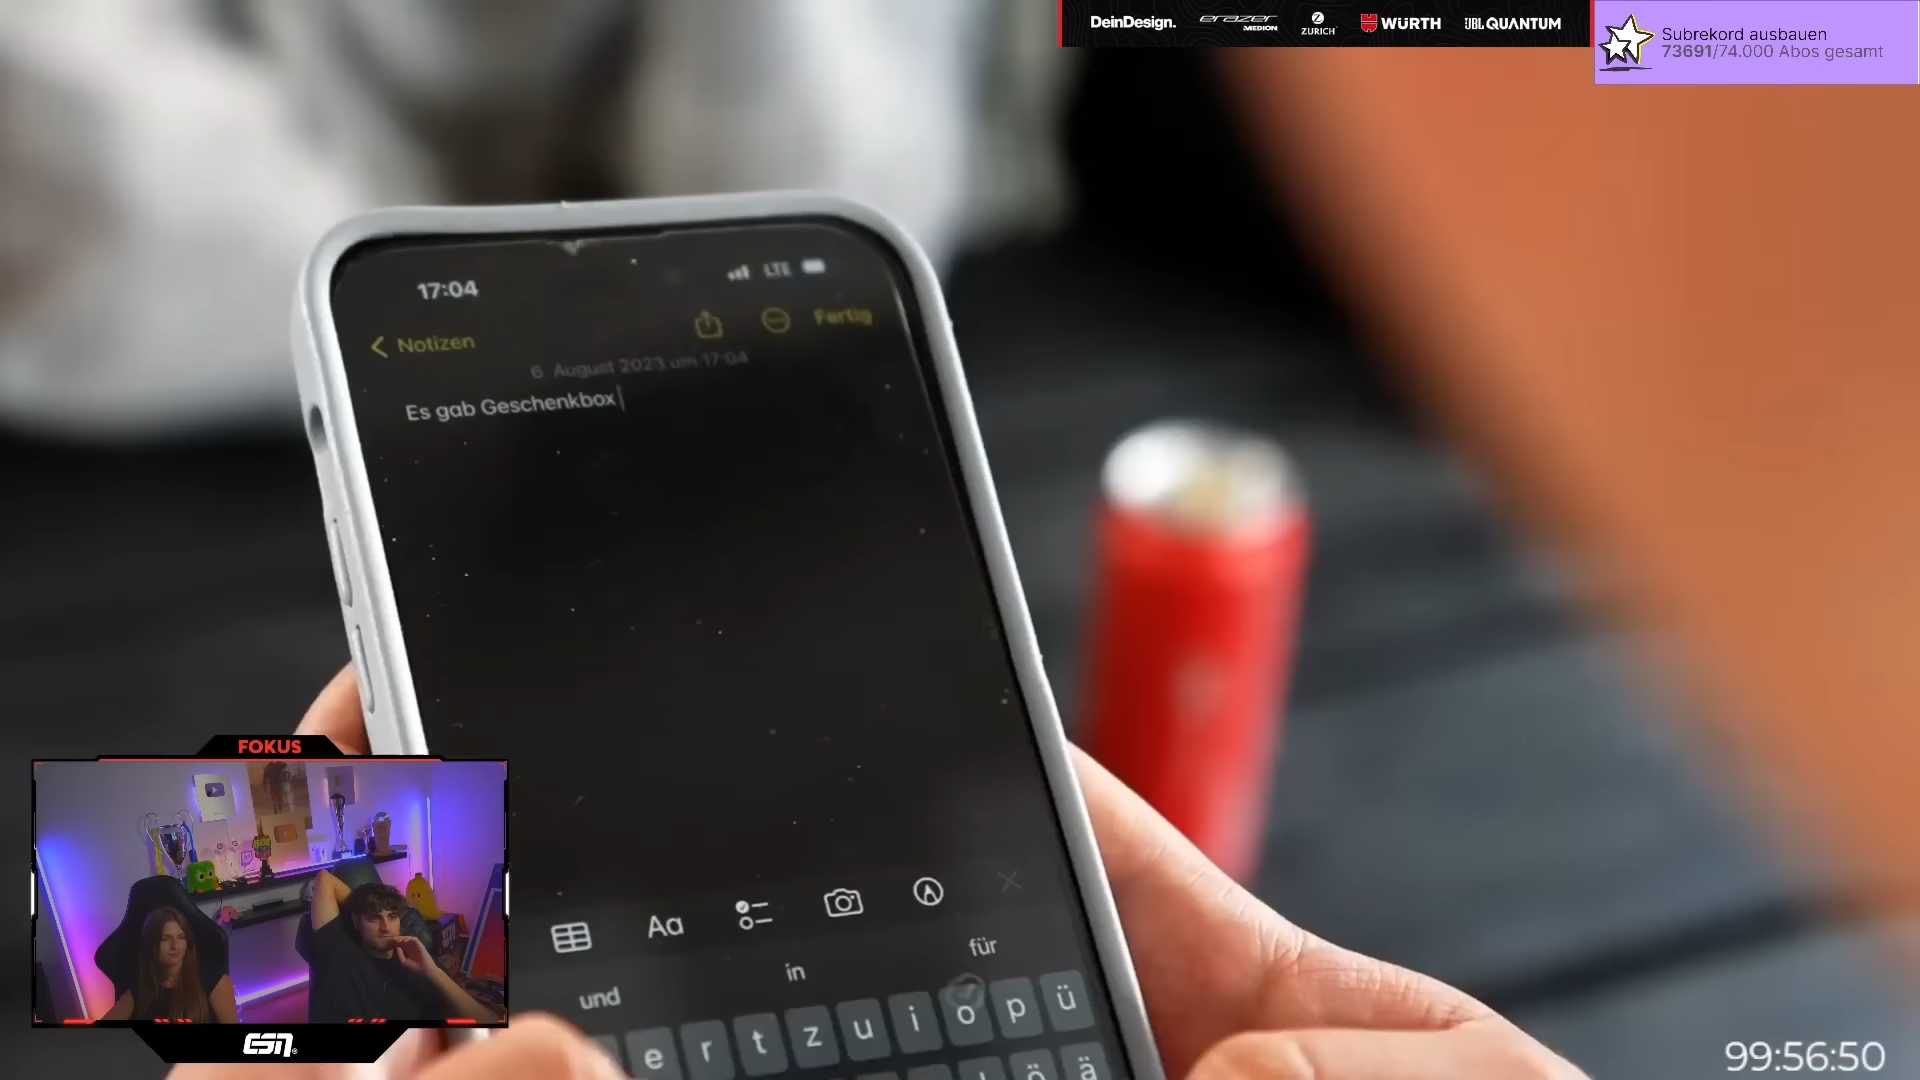 DeinDesign.
erazer
MEDION
ZURICH
WÜRTH
JBL QUANTUM
Subrekord ausbauen
73691/74.000 Abos gesamt
17:04
LTE
Notizen
Fertig
6. August 2023 um 17:04
Es gab Geschenkbox
Aa
und
in
für
e r t z u i o p ü
ö ä
FOKUS
ESN
99:56:50